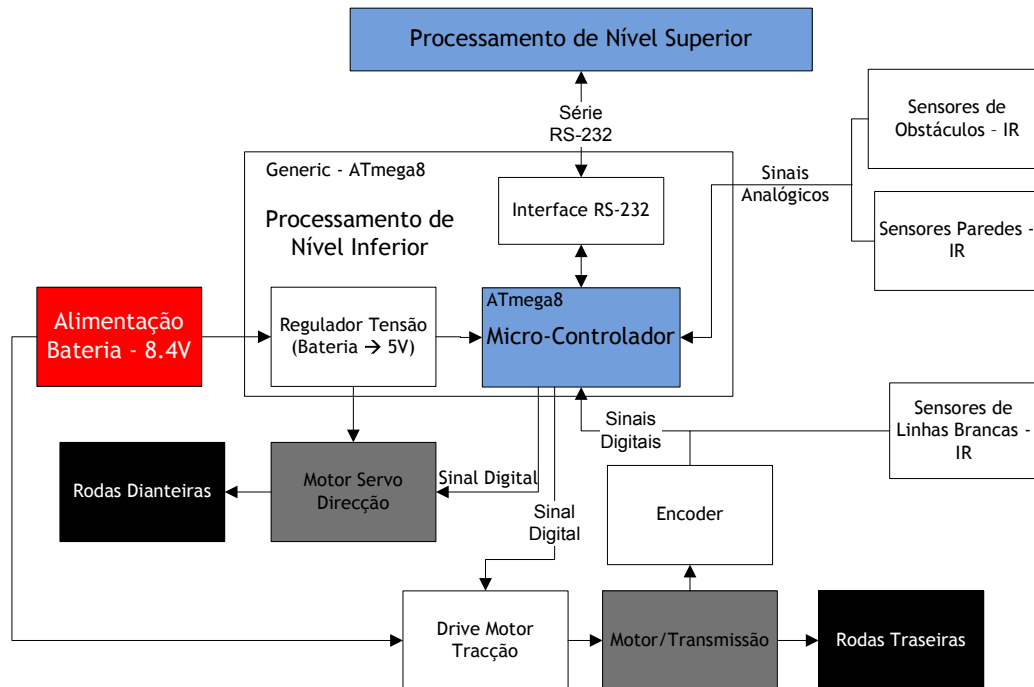 Processamento de Nível Superior
Série
RS-232
Sensores de
Obstáculos - IR
Generic - ATmega8
Sinais
Analógicos
Interface RS-232
Processamento de
Nível Inferior
Sensores Paredes -
IR
Alimentação
Bateria - 8.4V
Regulador Tensão
(Bateria → 5V)
ATmega8
Micro-Controlador
Sinais
Digitais
Sensores de
Linhas Brancas -
IR
Rodas Dianteiras
Motor Servo
Direcção
Sinal Digital
Sinal
Digital
Encoder
Drive Motor
Tracção
Motor/Transmissão
Rodas Traseiras